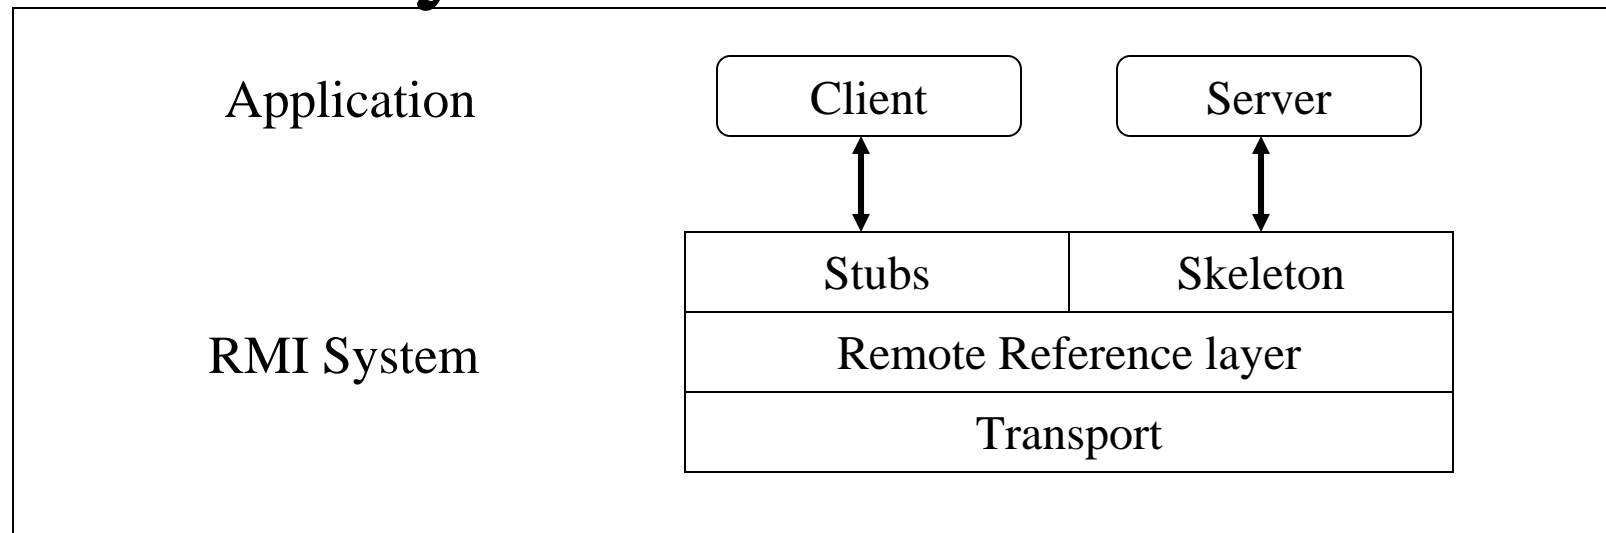 Application Client Server
Stubs Skeleton
RMI System Remote Reference layer
Transport